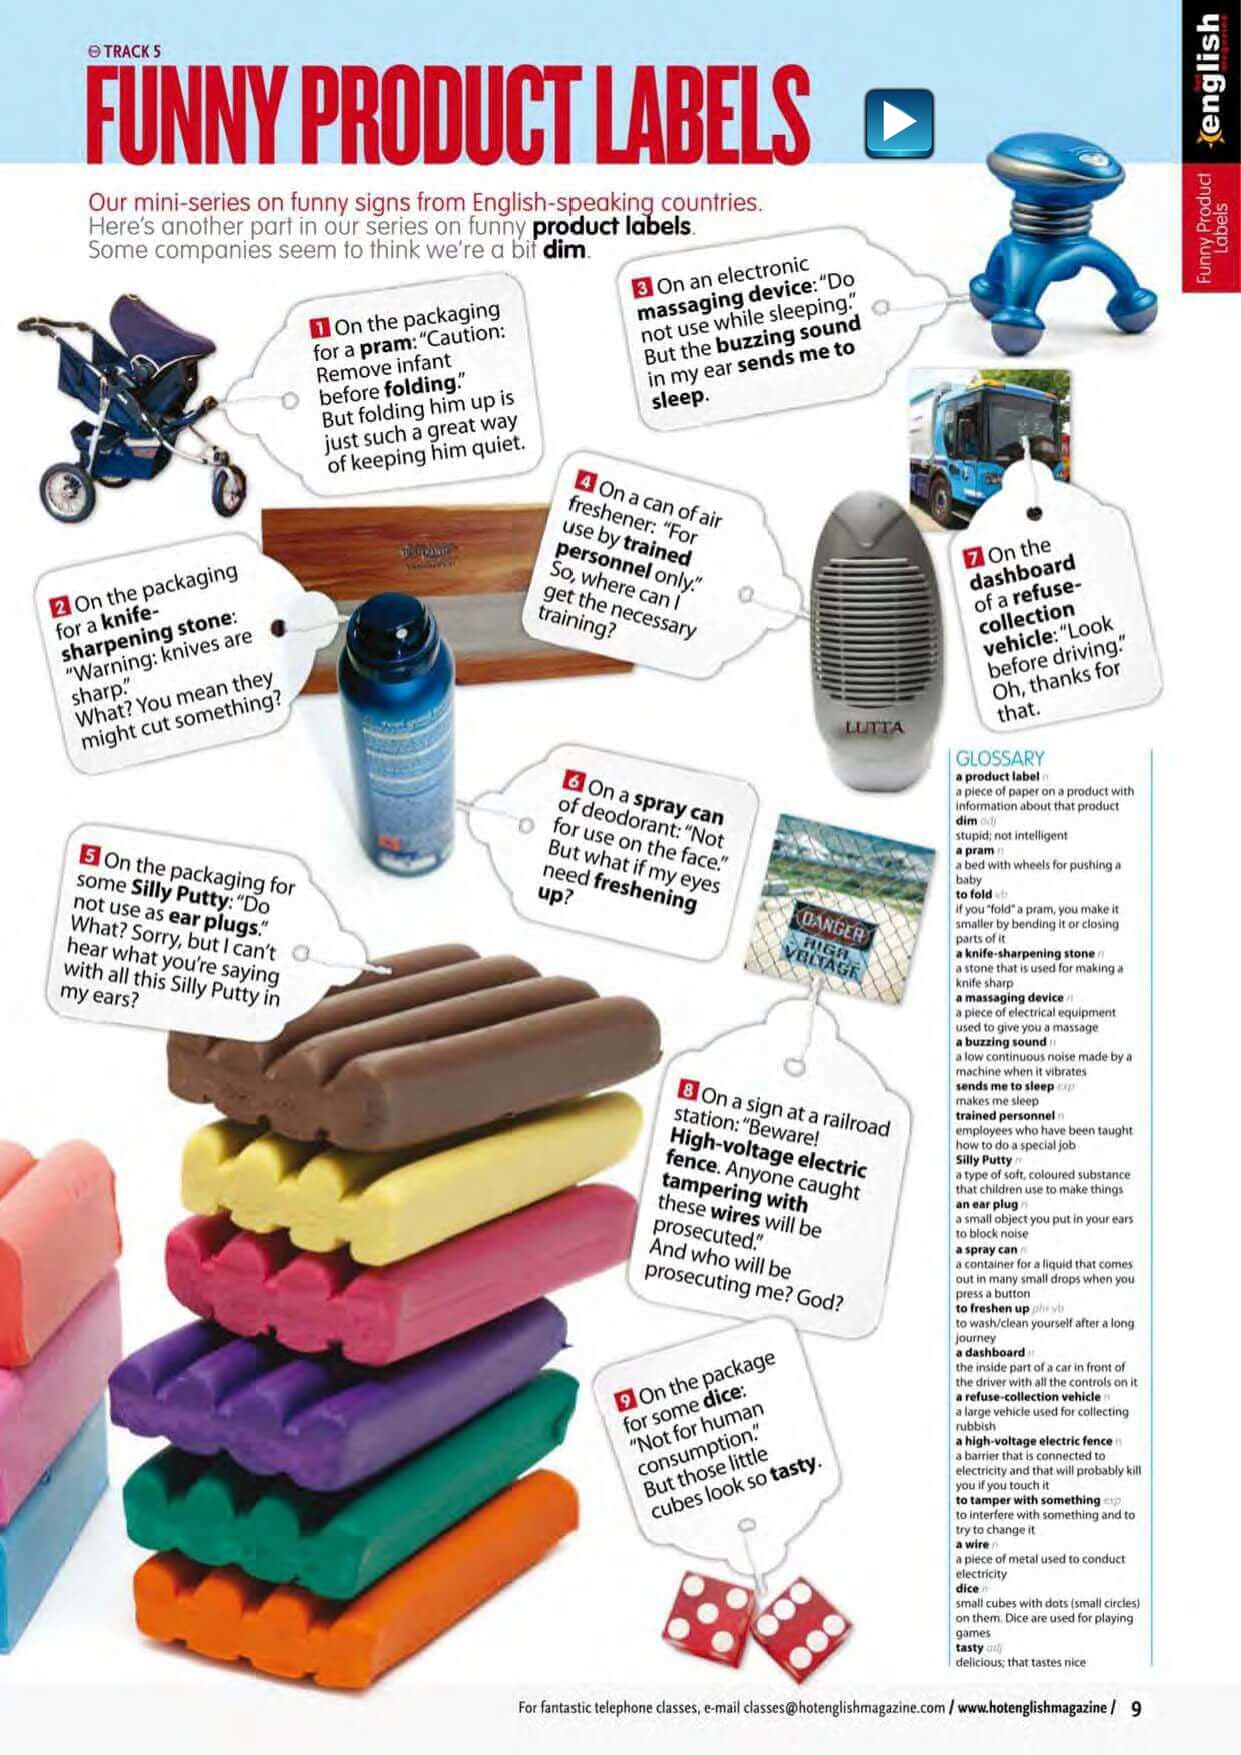 TRACK 5
FUNNY PRODUCT LABELS
english
magazine
Funny Product
Labels
Our mini-series on funny signs from English-speaking countries.
Here's another part in our series on funny product labels.
Some companies seem to think we're a bit dim.
1 On the packaging
for a pram: "Caution:
Remove infant
before folding."
But folding him up is
just such a great way
of keeping him quiet.
2 On the packaging
for a knife-
sharpening stone:
"Warning: knives are
sharp."
What? You mean they
might cut something?
3 On an electronic
massaging device: "Do
not use while sleeping."
But the buzzing sound
in my ear sends me to
sleep.
4 On a can of air
freshener: "For
use by trained
personnel only."
So, where can I
get the necessary
training?
5 On the packaging for
some Silly Putty: "Do
not use as ear plugs."
What? Sorry, but I can't
hear what you're saying
with all this Silly Putty in
my ears?
6 On a spray can
of deodorant: "Not
for use on the face."
But what if my eyes
need freshening
up?
7 On the
dashboard
of a refuse-
collection
vehicle: "Look
before driving."
Oh, thanks for
that.
LUTTA
DANGER
HIGH
VOLTAGE
8 On a sign at a railroad
station: "Beware!
High-voltage electric
fence. Anyone caught
tampering with
these wires will be
prosecuted."
And who will be
prosecuting me? God?
9 On the package
for some dice:
"Not for human
consumption."
But those little
cubes look so tasty.
GLOSSARY
a product label n
a piece of paper on a product with
information about that product
dim adj
stupid; not intelligent
a pram n
a bed with wheels for pushing a
baby
to fold vb
if you "fold" a pram, you make it
smaller by bending it or closing
parts of it
a knife-sharpening stone n
a stone that is used for making a
knife sharp
a massaging device n
a piece of electrical equipment
used to give you a massage
a buzzing sound n
a low continuous noise made by a
machine when it vibrates
sends me to sleep exp
makes me sleep
trained personnel n
employees who have been taught
how to do a special job
Silly Putty n
a type of soft, coloured substance
that children use to make things
an ear plug n
a small object you put in your ears
to block noise
a spray can n
a container for a liquid that comes
out in many small drops when you
press a button
to freshen up phr vb
to wash/clean yourself after a long
journey
a dashboard n
the inside part of a car in front of
the driver with all the controls on it
a refuse-collection vehicle n
a large vehicle used for collecting
rubbish
a high-voltage electric fence n
a barrier that is connected to
electricity and that will probably kill
you if you touch it
to tamper with something exp
to interfere with something and to
try to change it
a wire n
a piece of metal used to conduct
electricity
dice n
small cubes with dots (small circles)
on them. Dice are used for playing
games
tasty adj
delicious; that tastes nice
For fantastic telephone classes, e-mail classes@hotenglishmagazine.com / www.hotenglishmagazine / 9